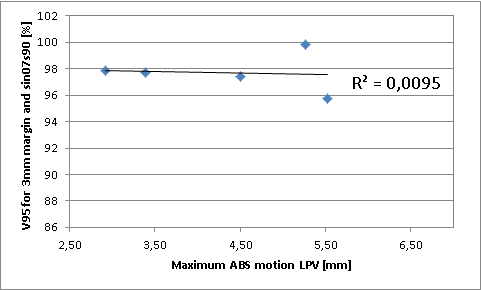 V95 for 3mm margin and sin07s90 [%]
102
100
98
96
94
92
90
88
86
R² = 0,0095
2,50 3,50 4,50 5,50 6,50
Maximum ABS motion LPV [mm]